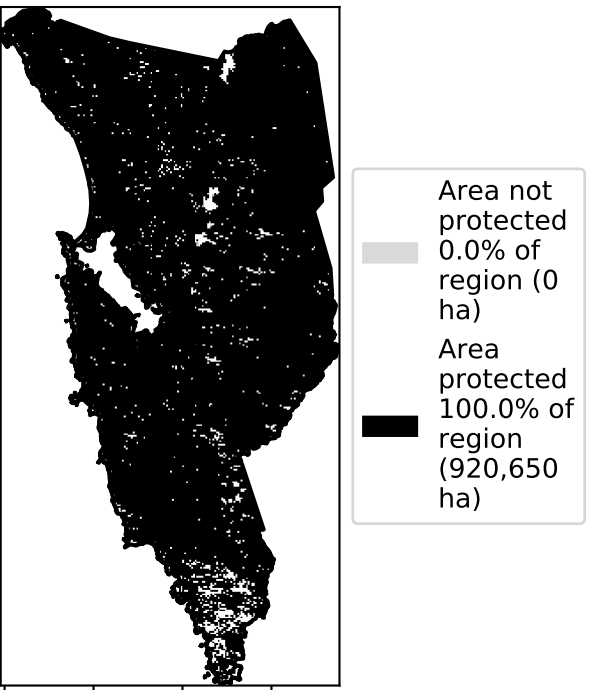 Area not
protected
0.0% of
region (0
ha)
Area
protected
100.0% of
region
(920,650
ha)